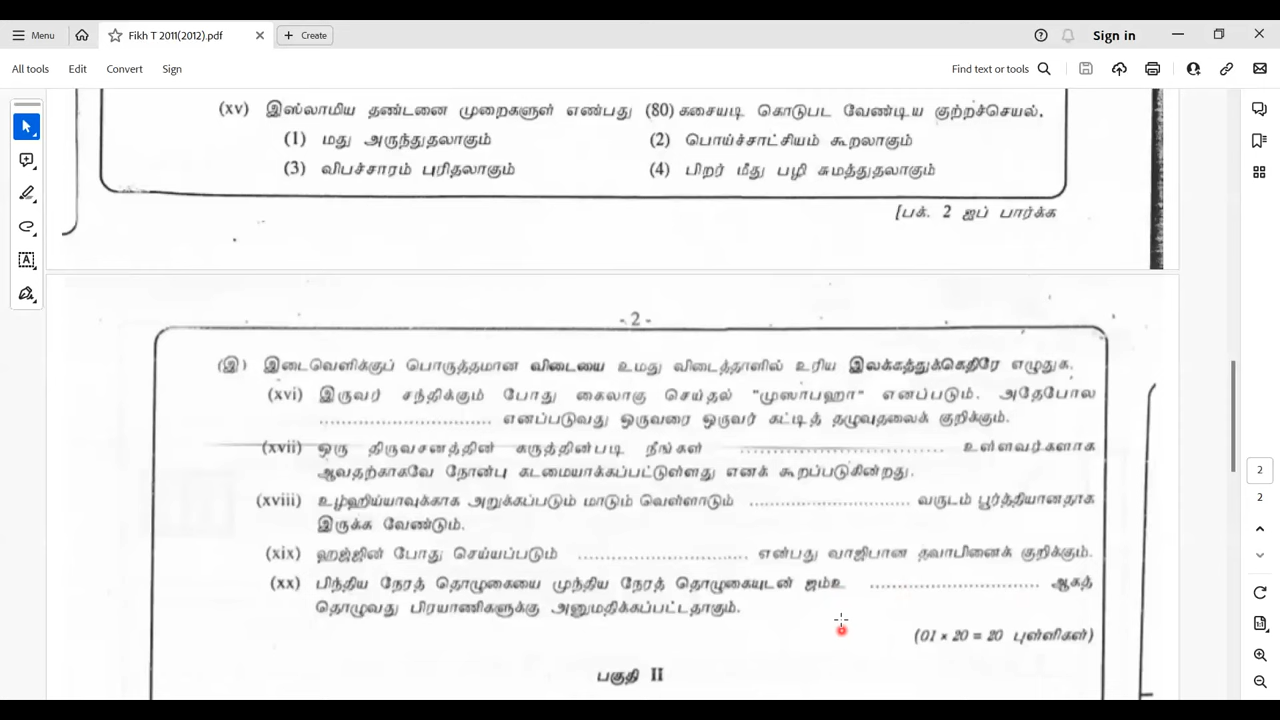 Menu
Fikh T 2011(2012).pdf
Create
Sign in
All tools Edit Convert Sign
Find text or tools
(xv) இஸ்லாமிய தண்டனை முறைகளுள் எண்பது (80) கசையடி கொடுபட வேண்டிய குற்றச்செயல்,
(1) மது அருந்துதலாகும் (2) பொய்ச்சாட்சியம் கூறலாகும்
(3) விபச்சாரம் புரிதலாகும் (4) பிறர் மீது பழி சுமத்துதலாகும்
[பக். 2 ஐப் பார்க்க
- 2 -
(இ) இடைவெளிக்குப் பொருத்தமான விடையை உமது விடைத்தாளில் உரிய இலக்கத்துக்கெதிரே எழுதுக.
(xvi) இருவர் சந்திக்கும் போது கைலாகு செய்தல் "முஸாபஹா" எனப்படும். அதேபோல
................................ எனப்படுவது ஒருவரை ஒருவர் கட்டித் தழுவுதலைக் குறிக்கும்.
(xvii) ஒரு திருவசனத்தின் கருத்தின்படி நீங்கள் ................................ உள்ளவர்களாக
ஆவதற்காகவே நோன்பு கடமையாக்கப்பட்டுள்ளது எனக் கூறப்படுகின்றது.
(xviii) உழ்ஹிய்யாவுக்காக அறுக்கப்படும் மாடும் வெள்ளாடும் ................................ வருடம் பூர்த்தியானதாக
இருக்க வேண்டும்.
(xix) ஹஜ்ஜின் போது செய்யப்படும் ................................ என்பது வாஜிபான தவாபினைக் குறிக்கும்.
(xx) பிந்திய நேரத் தொழுகையை முந்திய நேரத் தொழுகையுடன் ஜம்உ ................................ ஆகத்
தொழுவது பிரயாணிகளுக்கு அனுமதிக்கப்பட்டதாகும்.
(01 × 20 = 20 புள்ளிகள்)
பகுதி II
2
2